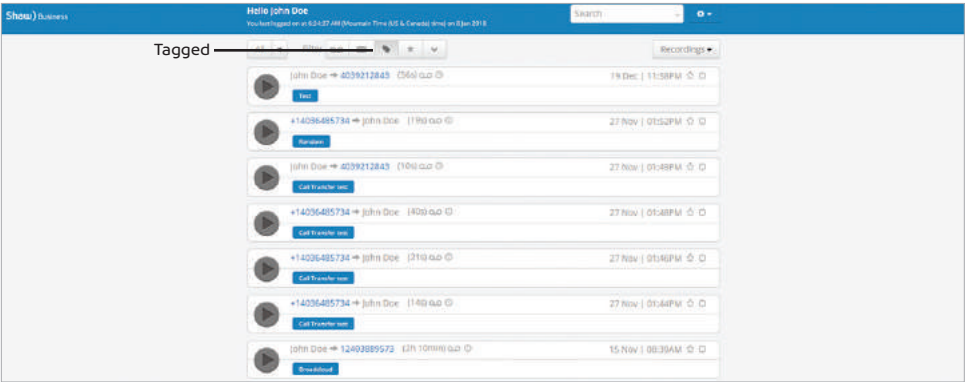 Shaw) Business
Hello John Doe
You last logged on at 6:24:37 AM (Mountain Time (US & Canada) time) on 8 Jan 2018
Search
Tagged
All Filter
Recordings
John Doe → 4039212843 (56s)
19 Dec | 11:58PM
Test
+14036485734 → John Doe (19s)
27 Nov | 01:52PM
Random
John Doe → 4039212843 (10s)
27 Nov | 01:49PM
Call Transfer test
+14036485734 → John Doe (40s)
27 Nov | 01:48PM
Call Transfer test
+14036485734 → John Doe (21s)
27 Nov | 01:46PM
Call Transfer test
+14036485734 → John Doe (14s)
27 Nov | 01:44PM
Call Transfer test
John Doe → 12403889573 (2h 10min)
15 Nov | 08:39AM
Broadcloud